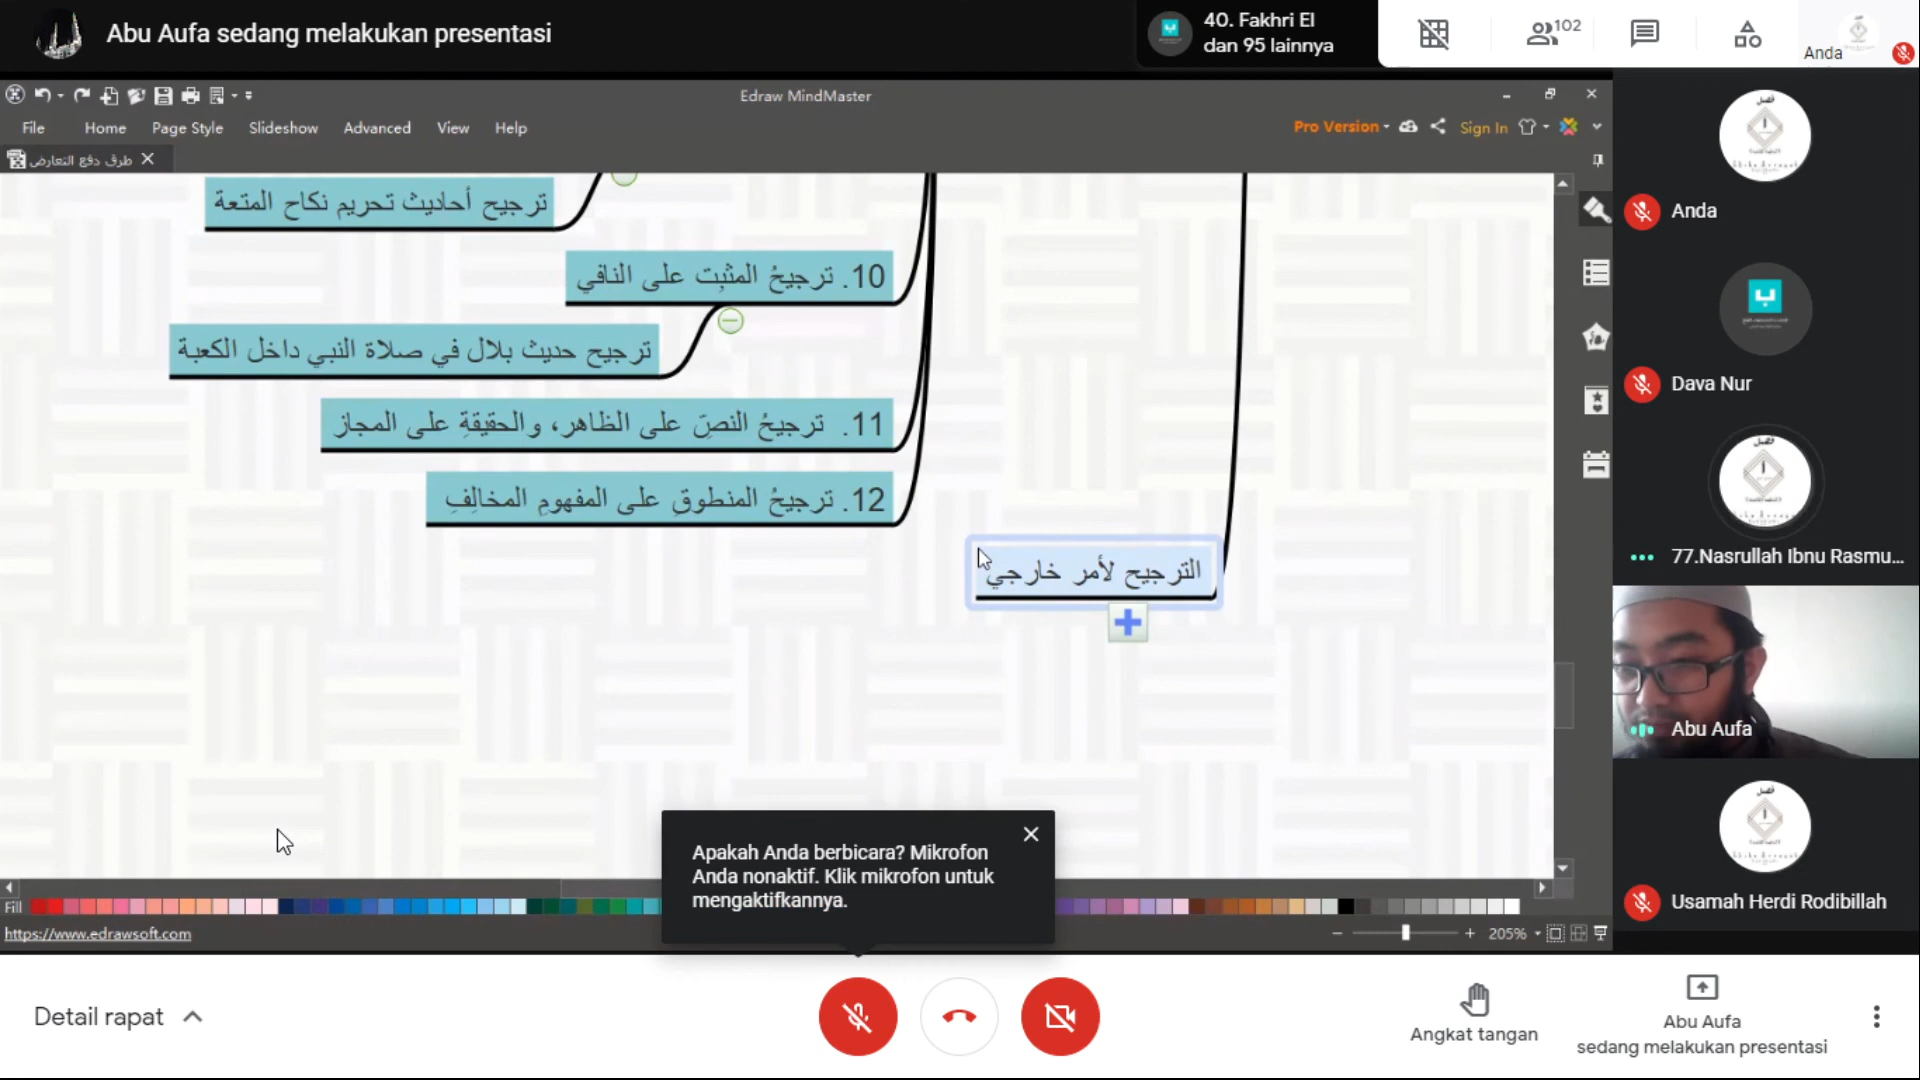 Abu Aufa sedang melakukan presentasi
40. Fakhri El
dan 95 lainnya
102
Anda
Edraw MindMaster
File Home Page Style Slideshow Advanced View Help
Pro Version
Sign In
طرق دفع التعارض
ترجيح أحاديث تحريم نكاح المتعة
10. ترجيحُ المثبِت على النافي
ترجيح حديث بلال في صلاة النبي داخل الكعبة
11. ترجيحُ النصِّ على الظاهر، والحقيقةِ على المجاز
12. ترجيحُ المنطوقِ على المفهومِ المخالِفِ
الترجيح لأمر خارجي
Anda
Dava Nur
77.Nasrullah Ibnu Rasmu...
Abu Aufa
Usamah Herdi Rodibillah
Apakah Anda berbicara? Mikrofon
Anda nonaktif. Klik mikrofon untuk
mengaktifkannya.
Fill
https://www.edrawsoft.com
205%
Detail rapat
Angkat tangan
Abu Aufa
sedang melakukan presentasi